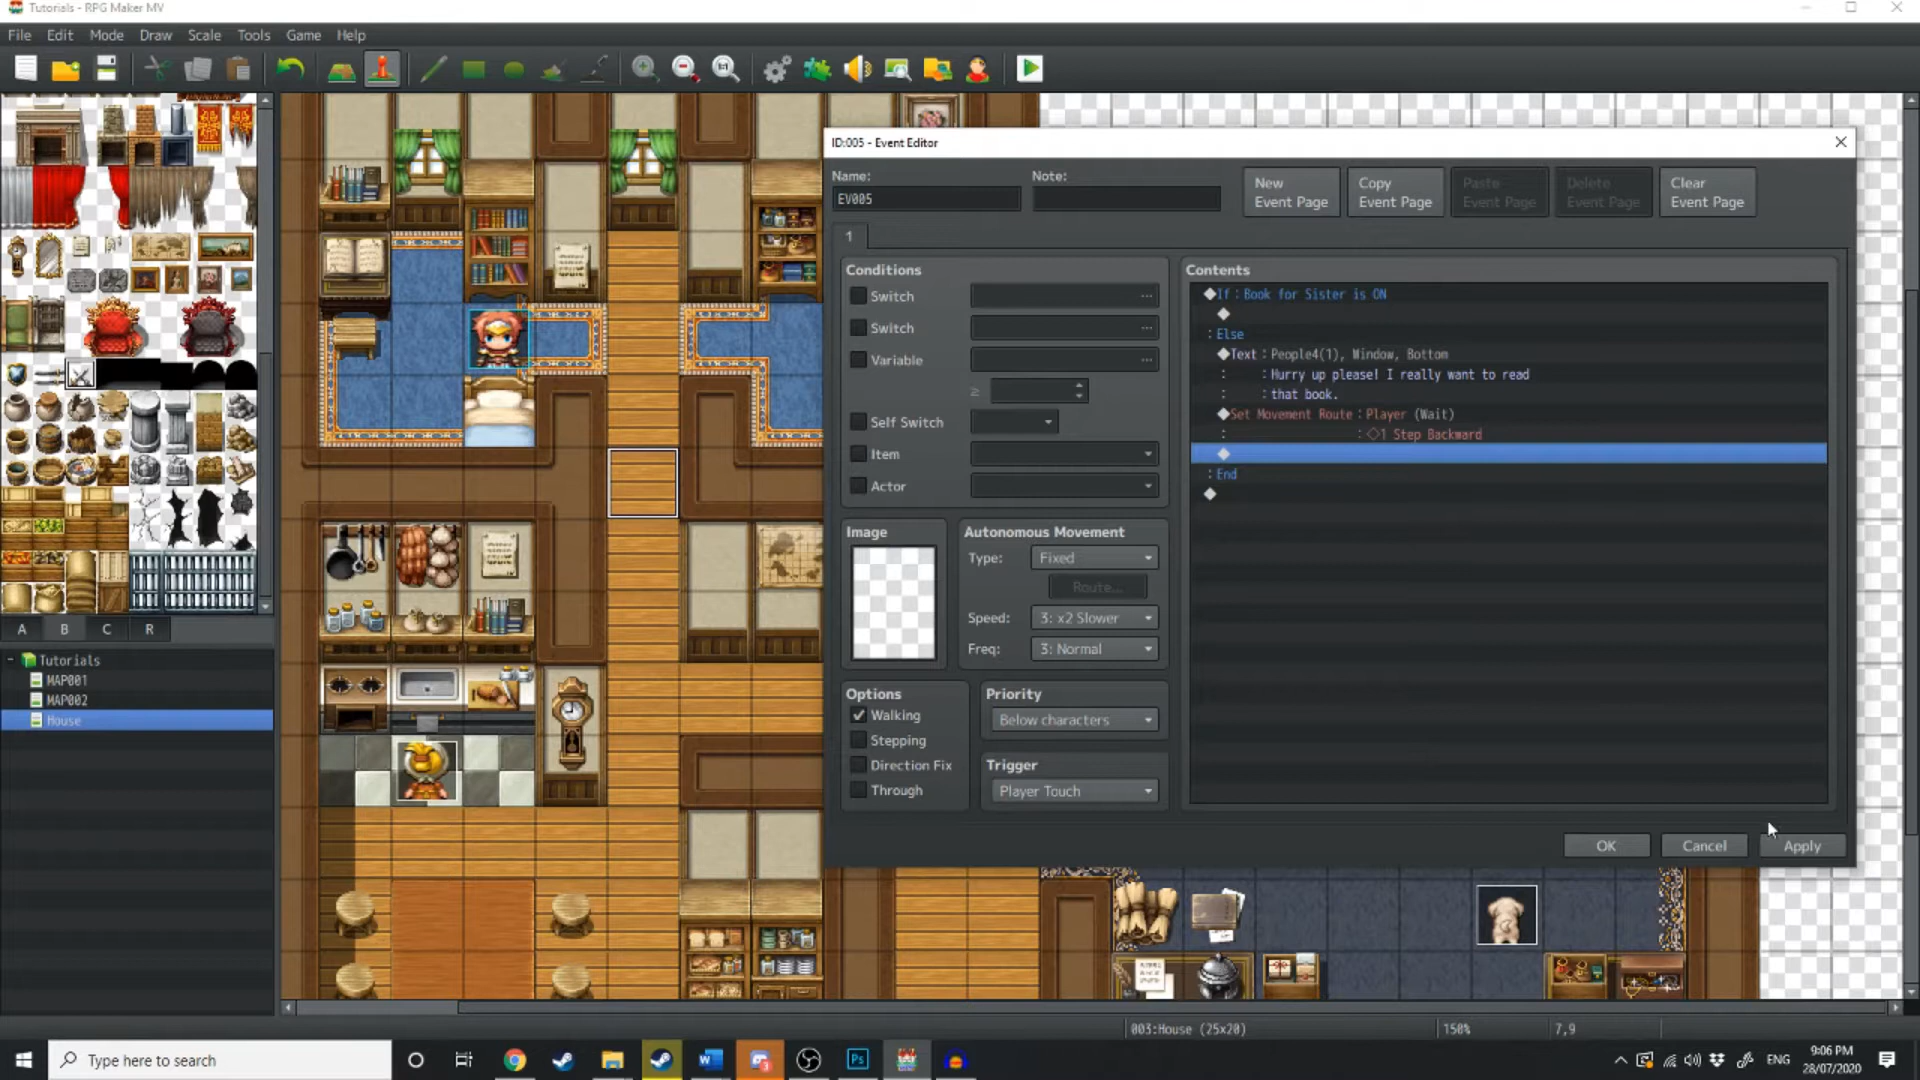 Tutorials - RPG Maker MV
File Edit Mode Draw Scale Tools Game Help
ID:005 - Event Editor
Name: Note:
EV005
New Event Page
Copy Event Page
Paste Event Page
Delete Event Page
Clear Event Page
1
Conditions
Switch ...
Switch ...
Variable ...
≥
Self Switch
Item
Actor
Image
Autonomous Movement
Type: Fixed
Route...
Speed: 3: x2 Slower
Freq: 3: Normal
Options
Walking
Stepping
Direction Fix
Through
Priority
Below characters
Trigger
Player Touch
Contents
◆If：Book for Sister is ON
◆
：Else
◆Text：People4(1), Window, Bottom
：：Hurry up please! I really want to read
：：that book.
◆Set Movement Route：Player (Wait)
：：◇1 Step Backward
◆
：End
◆
OK Cancel Apply
A B C R
Tutorials
MAP001
MAP002
House
003:House (25x20) 150% 7,9
Type here to search
ENG
9:06 PM
28/07/2020